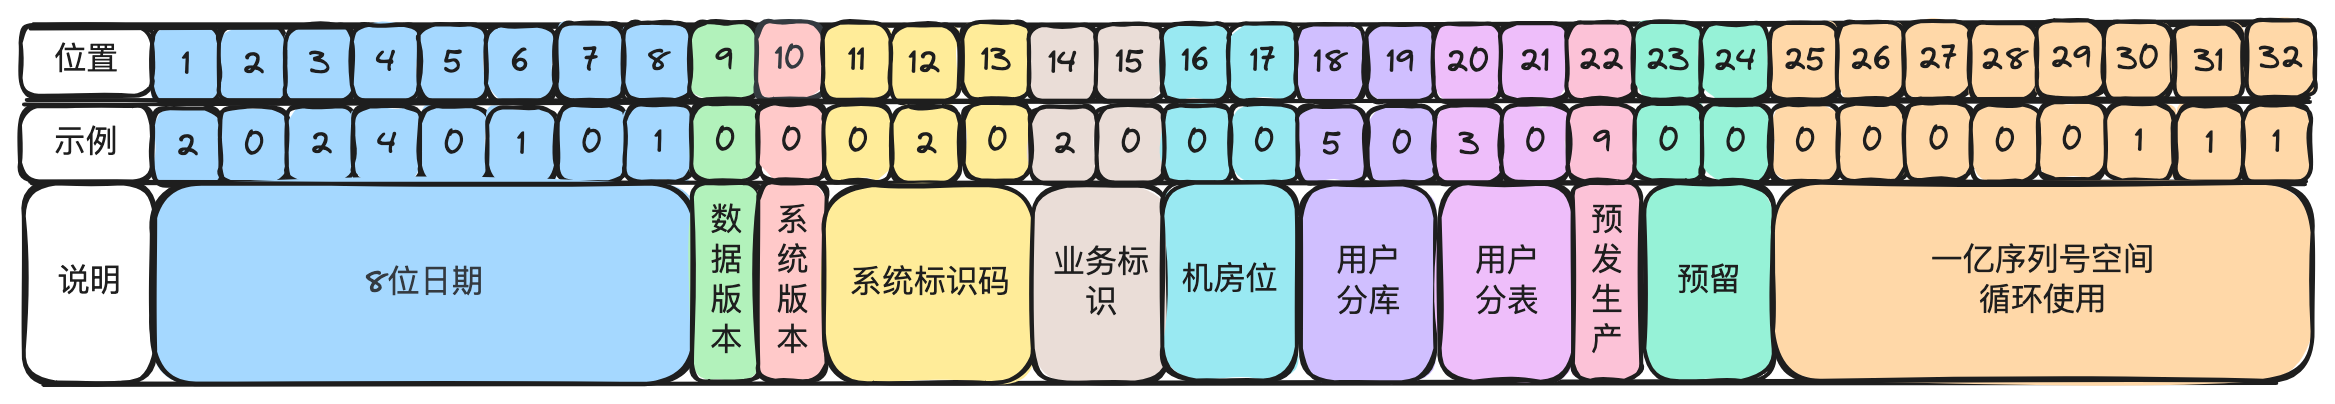 位置 1 2 3 4 5 6 7 8 9 10 11 12 13 14 15 16 17 18 19 20 21 22 23 24 25 26 27 28 29 30 31 32
示例 2 0 2 4 0 1 0 1 0 0 0 2 0 2 0 0 0 5 0 3 0 9 0 0 0 0 0 0 0 1 1 1
说明
8位日期
数
据
版
本
系
统
版
本
系统标识码
业务标
识
机房位
用户
分库
用户
分表
预
发
生
产
预留
一亿序列号空间
循环使用